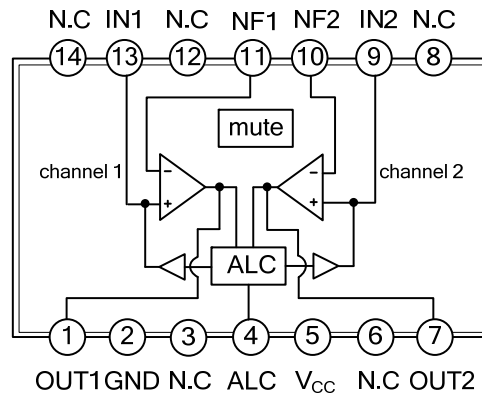 N.C IN1 N.C NF1 NF2 IN2 N.C
14 13 12 11 10 9 8
mute
channel 1 channel 2
- -
+ +
ALC
1 2 3 4 5 6 7
OUT1 GND N.C ALC VCC N.C OUT2